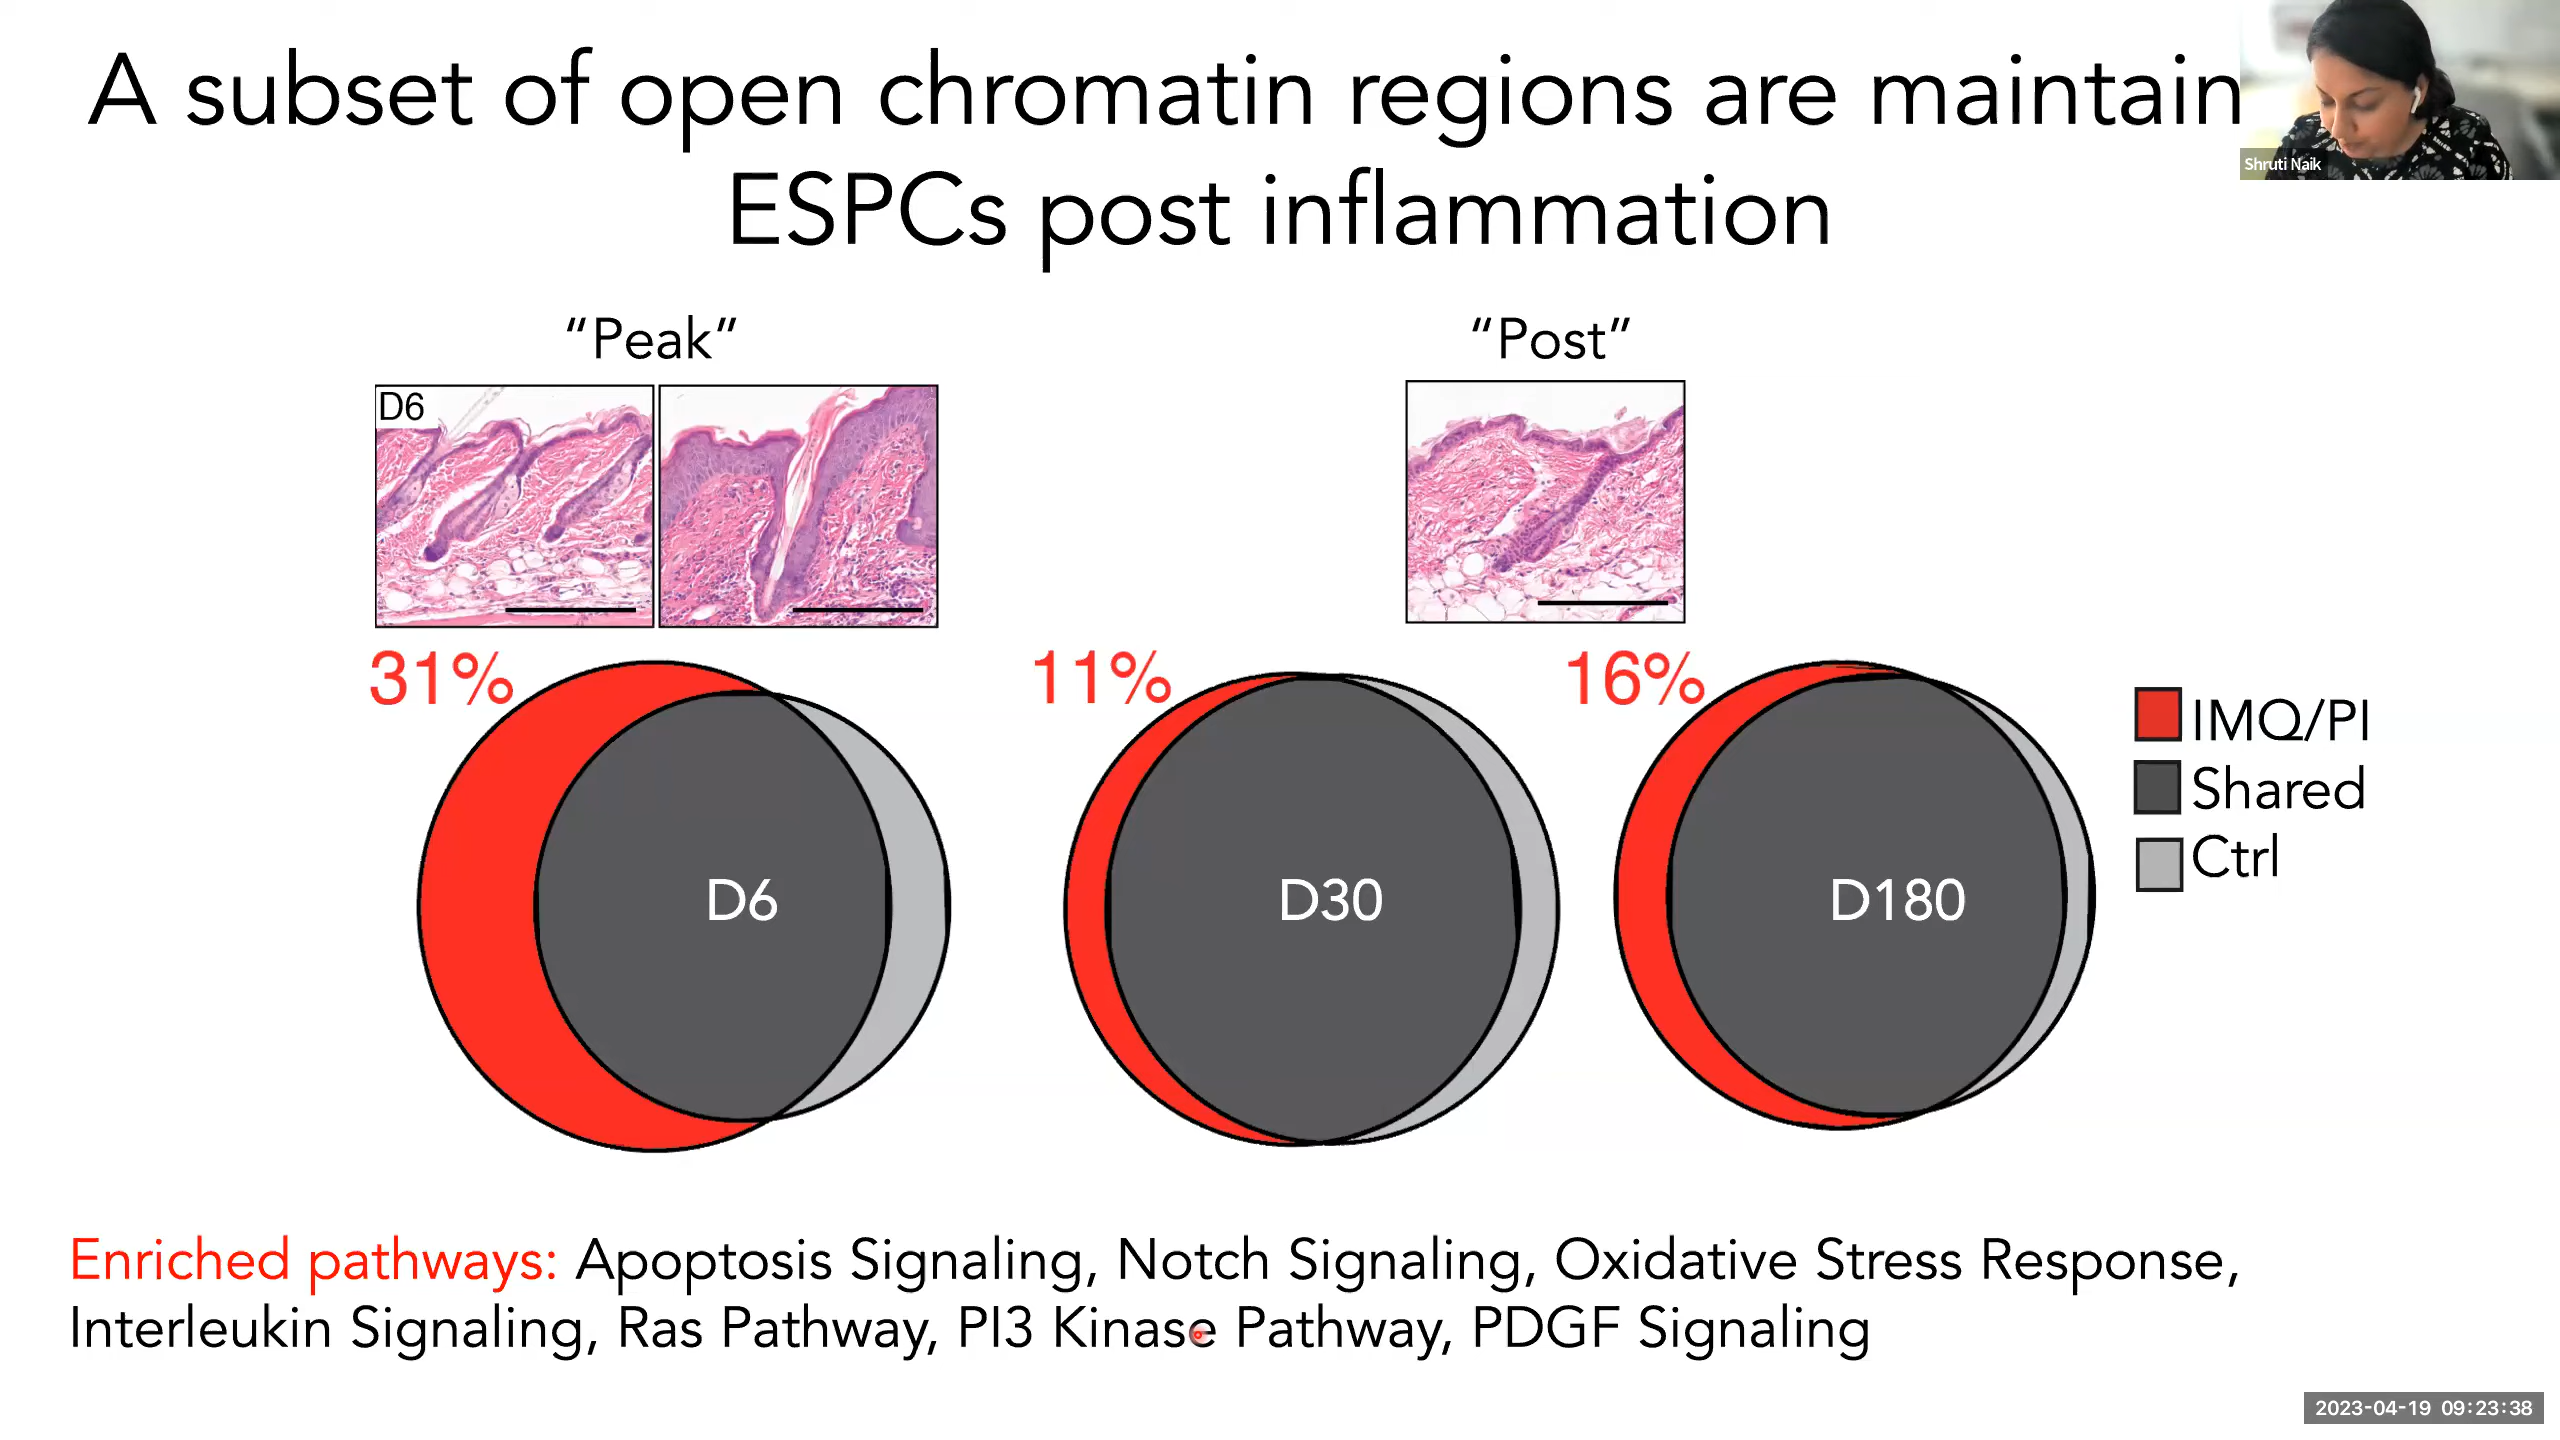 A subset of open chromatin regions are maintain
Shruti Naik
ESPCs post inflammation
“Peak”
“Post”
D6
31%
11%
16%
IMQ/PI
Shared
Ctrl
D6
D30
D180
Enriched pathways: Apoptosis Signaling, Notch Signaling, Oxidative Stress Response,
Interleukin Signaling, Ras Pathway, PI3 Kinase Pathway, PDGF Signaling
2023-04-19 09:23:38